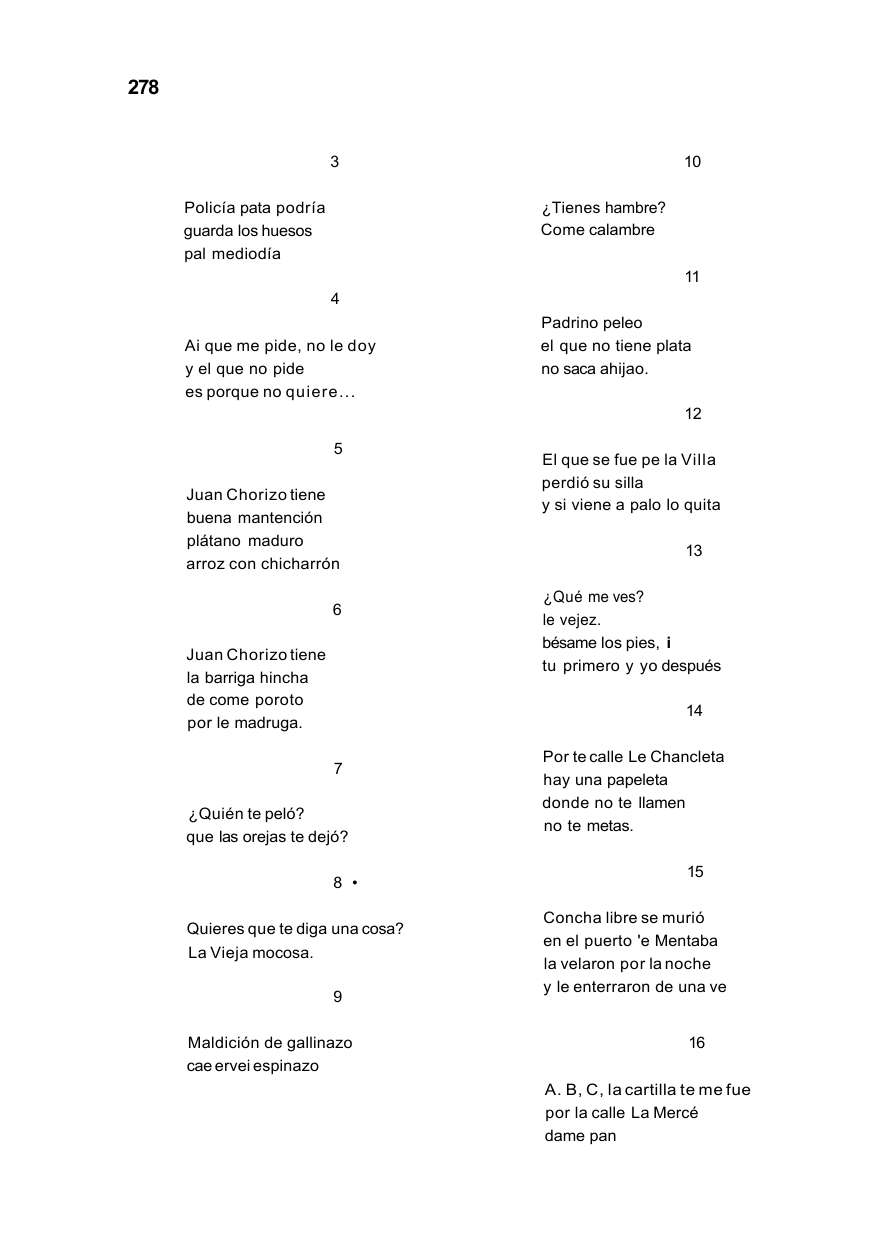 278
3
Policía pata podría
guarda los huesos
pal mediodía
4
Ai que me pide, no le doy
y el que no pide
es porque no quiere...
5
Juan Chorizo tiene
buena mantención
plátano maduro
arroz con chicharrón
6
Juan Chorizo tiene
la barriga hincha
de come poroto
por le madruga.
7
¿Quién te peló?
que las orejas te dejó?
8 •
Quieres que te diga una cosa?
La Vieja mocosa.
9
Maldición de gallinazo
cae ervei espinazo
10
¿Tienes hambre?
Come calambre
11
Padrino peleo
el que no tiene plata
no saca ahijao.
12
El que se fue pe la Villa
perdió su silla
y si viene a palo lo quita
13
¿Qué me ves?
le vejez.
bésame los pies, i
tu primero y yo después
14
Por te calle Le Chancleta
hay una papeleta
donde no te llamen
no te metas.
15
Concha libre se murió
en el puerto 'e Mentaba
la velaron por la noche
y le enterraron de una ve
16
A. B, C, la cartilla te me fue
por la calle La Mercé
dame pan